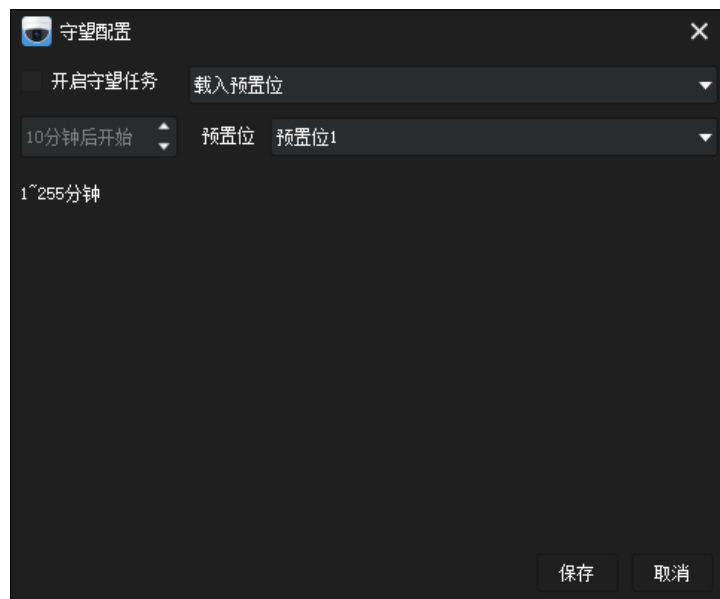 守望配置
开启守望任务 载入预置位
10分钟后开始 预置位 预置位1
1~255分钟
保存 取消